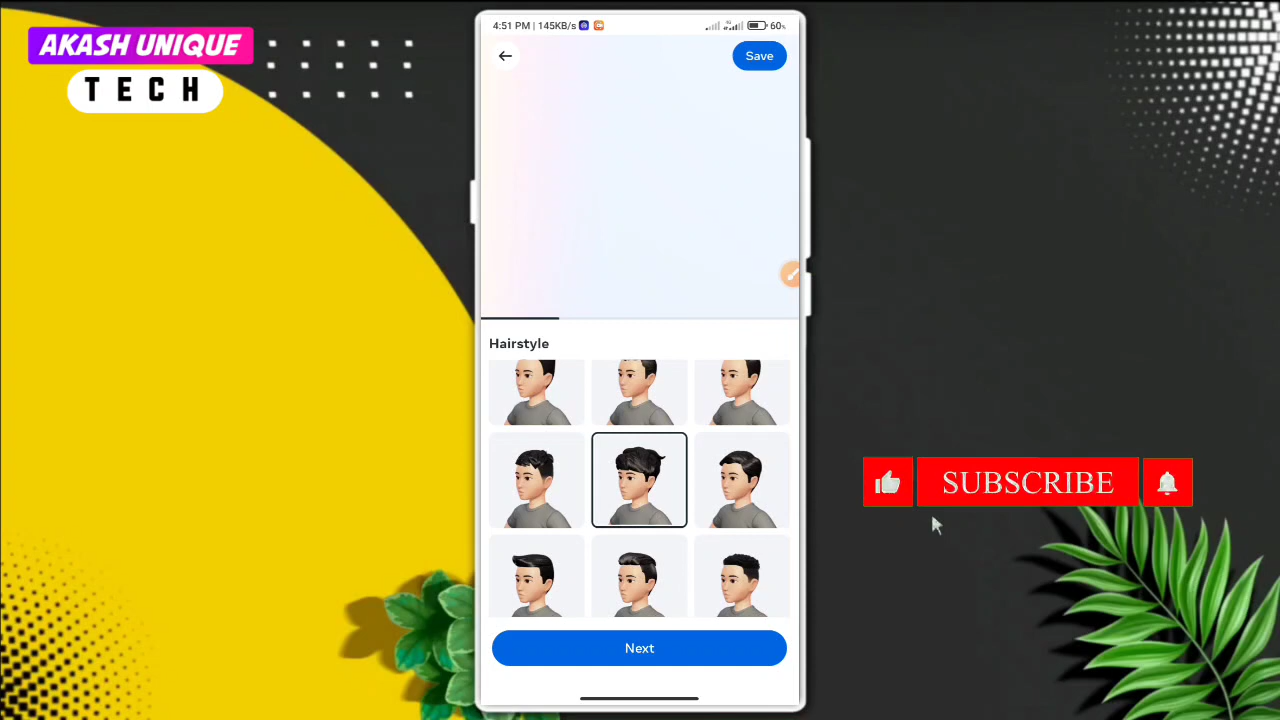 AKASH UNIQUE
TECH
4:51 PM | 145KB/s
60%
Save
Hairstyle
SUBSCRIBE
Next